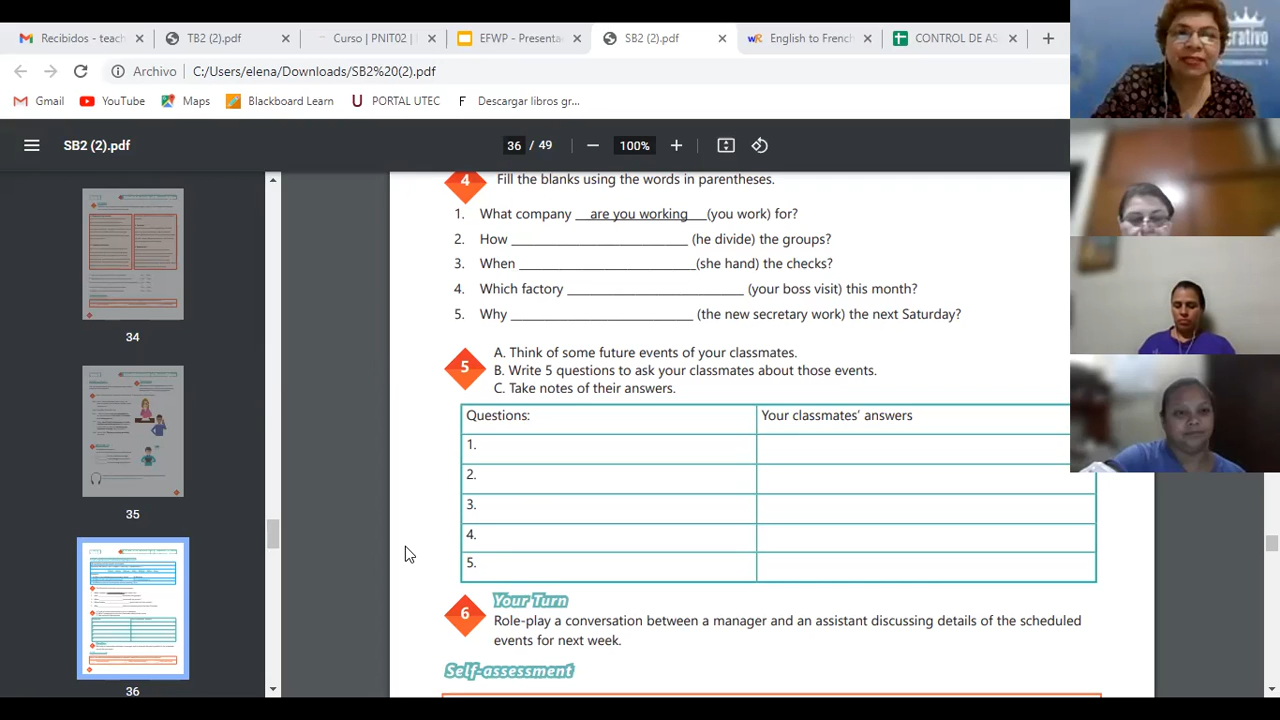 Recibidos - teach
TB2 (2).pdf
Curso | PNIT02 | 
EFWP - Presenta
SB2 (2).pdf
English to French
CONTROL DE AS
Archivo
C:/Users/elena/Downloads/SB2%20(2).pdf
Gmail
YouTube
Maps
Blackboard Learn
PORTAL UTEC
Descargar libros gr...
SB2 (2).pdf
36 / 49
100%
4
Fill the blanks using the words in parentheses.
1. What company __are you working__(you work) for?
2. How ______________________ (he divide) the groups?
3. When ______________________(she hand) the checks?
4. Which factory ______________________ (your boss visit) this month?
5. Why ______________________ (the new secretary work) the next Saturday?
5
A. Think of some future events of your classmates.
B. Write 5 questions to ask your classmates about those events.
C. Take notes of their answers.
Questions:
Your classmates' answers
1.
2.
3.
4.
5.
6
Your Turn
Role-play a conversation between a manager and an assistant discussing details of the scheduled
events for next week.
Self-assessment
34
35
36